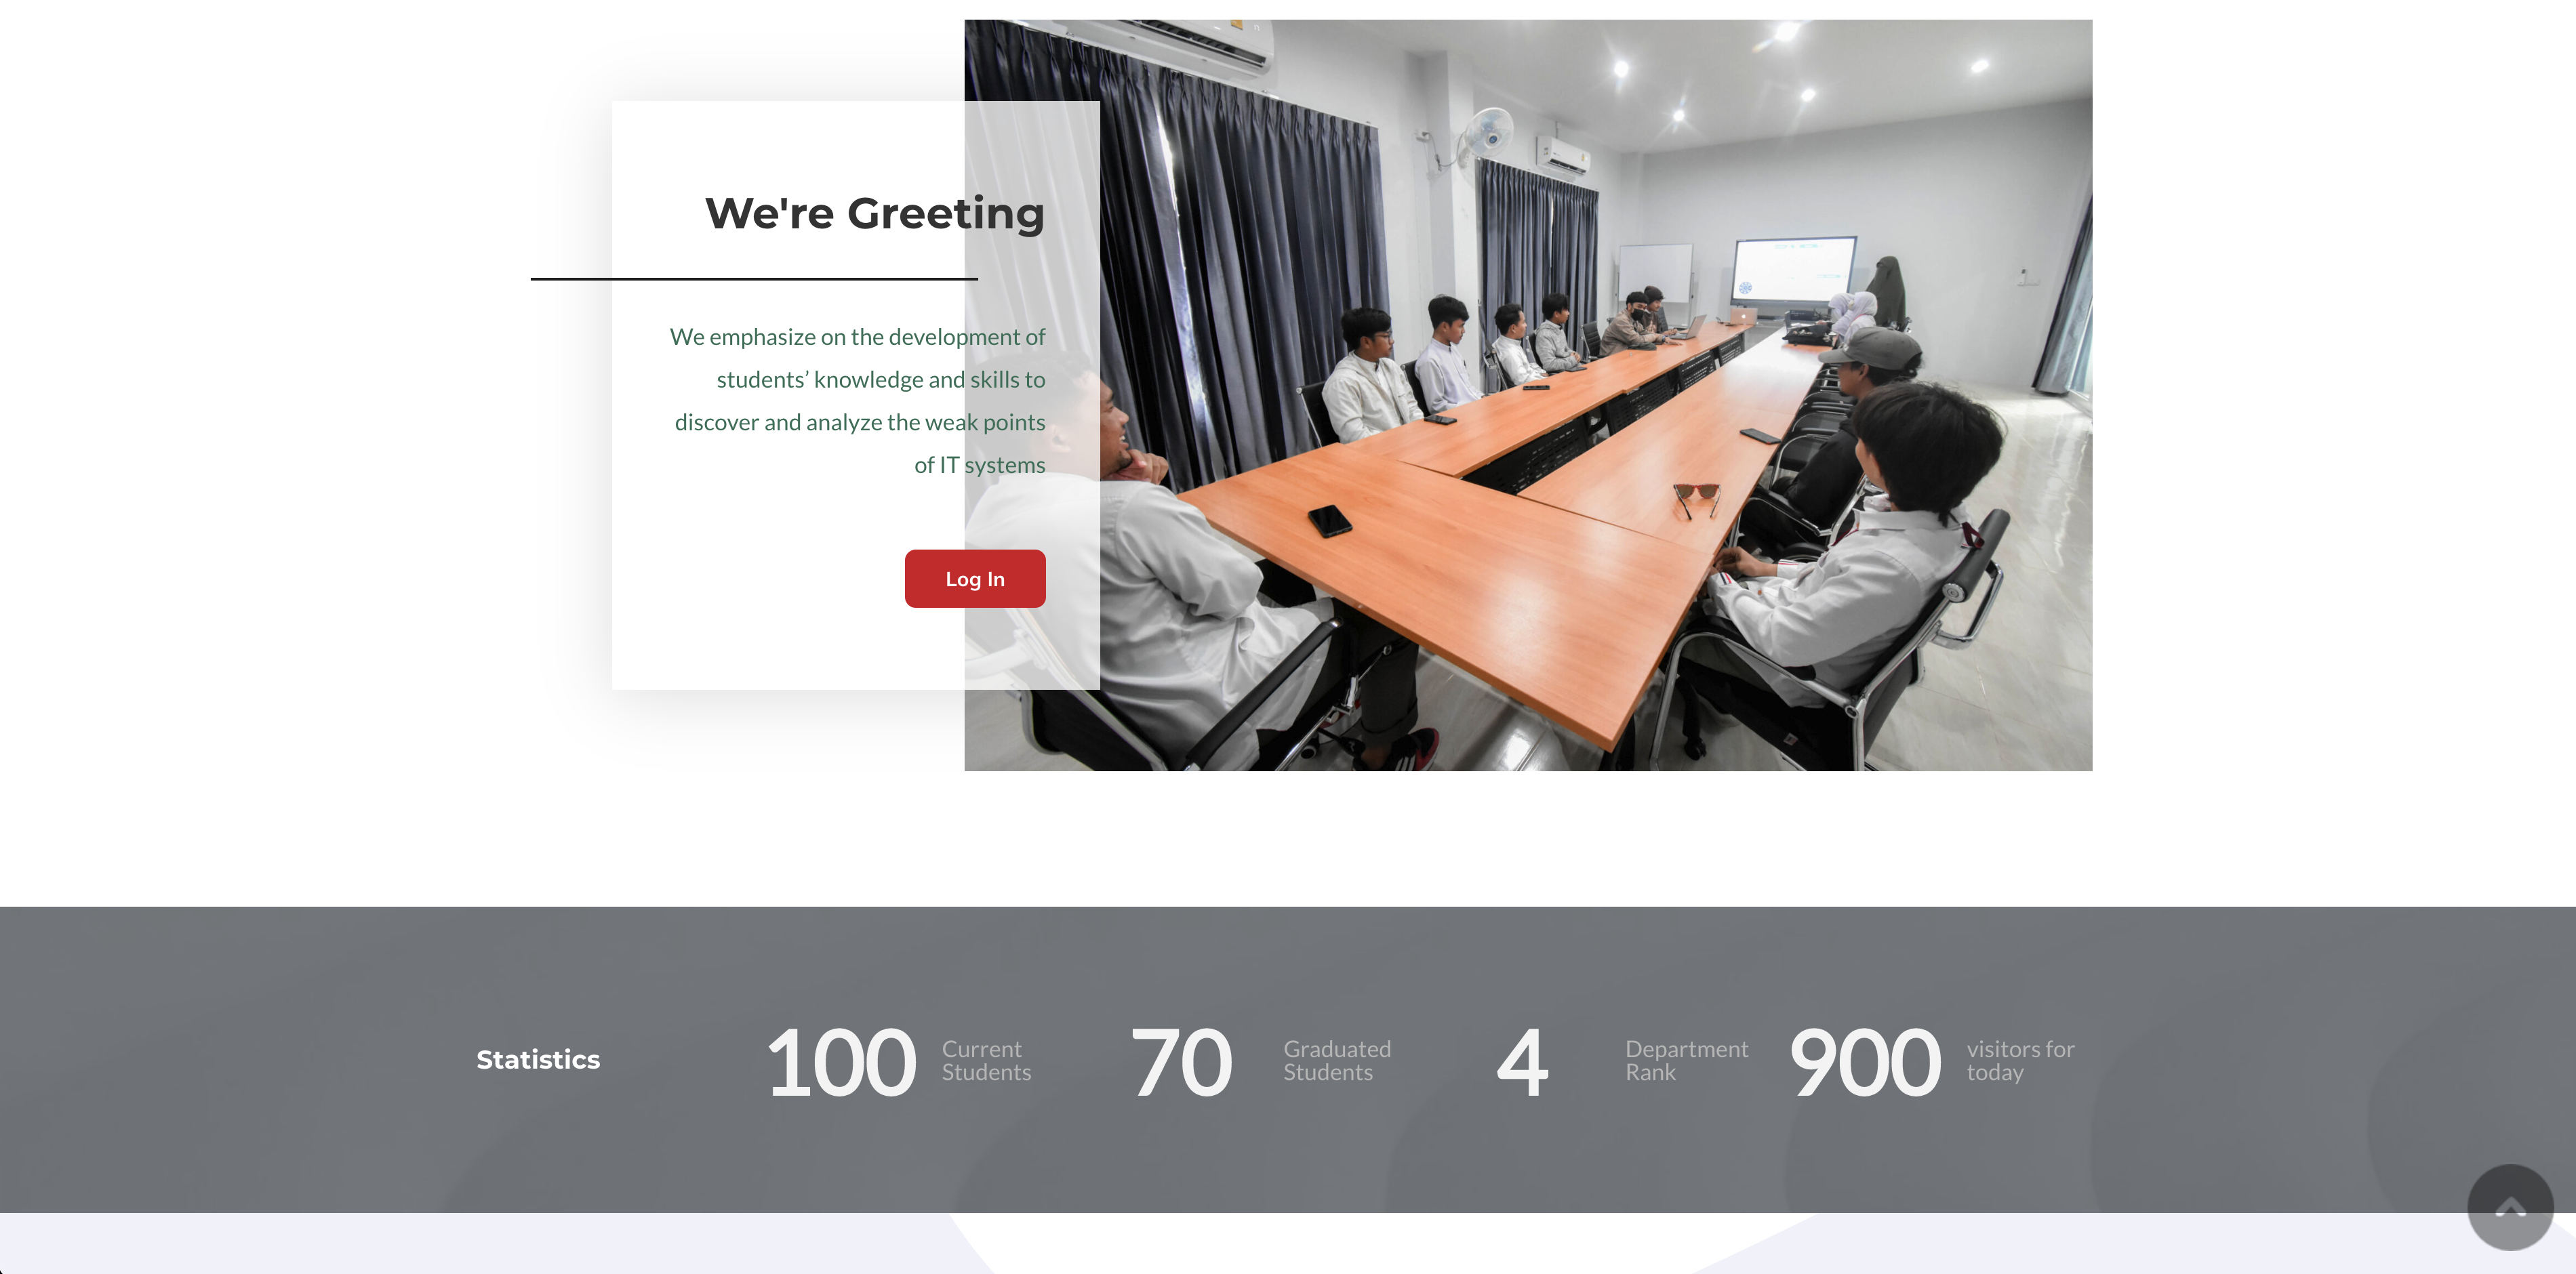 We're Greeting
We emphasize on the development of
students’ knowledge and skills to
discover and analyze the weak points
of IT systems
Log In
Statistics
100
Current
Students
70
Graduated
Students
4
Department
Rank
900
visitors for
today